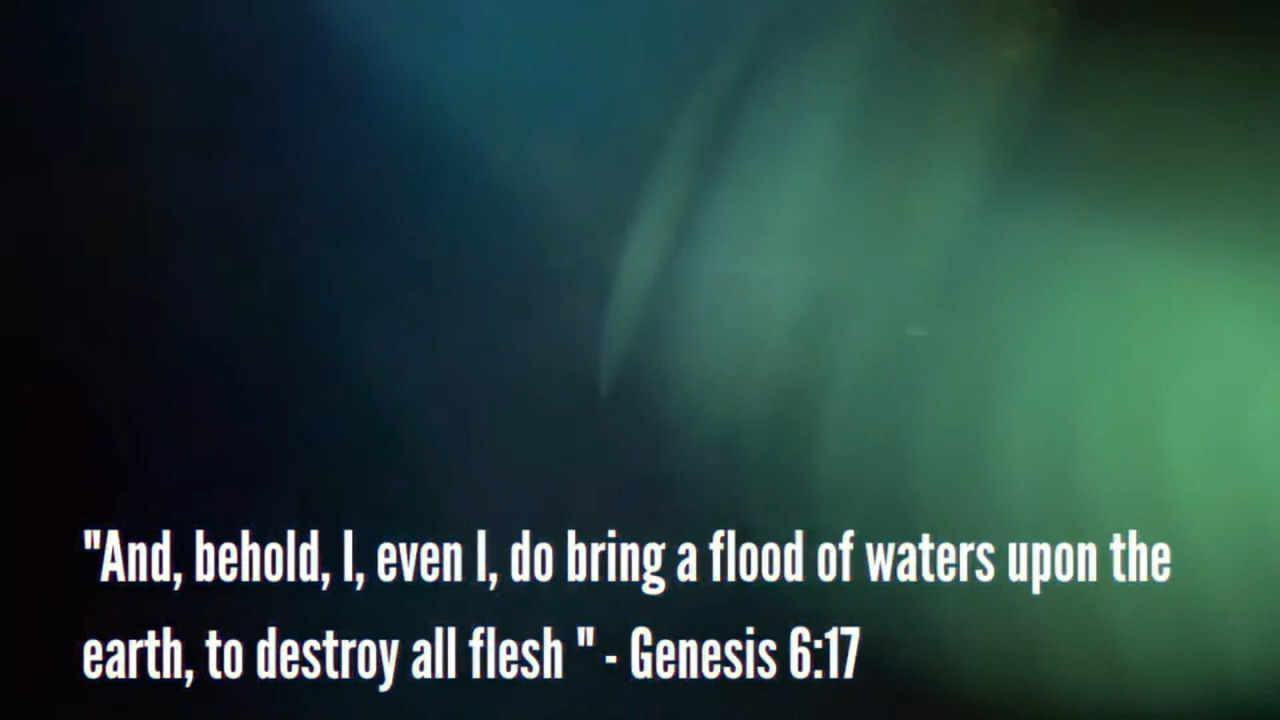 "And, behold, I, even I, do bring a flood of waters upon the
earth, to destroy all flesh " - Genesis 6:17